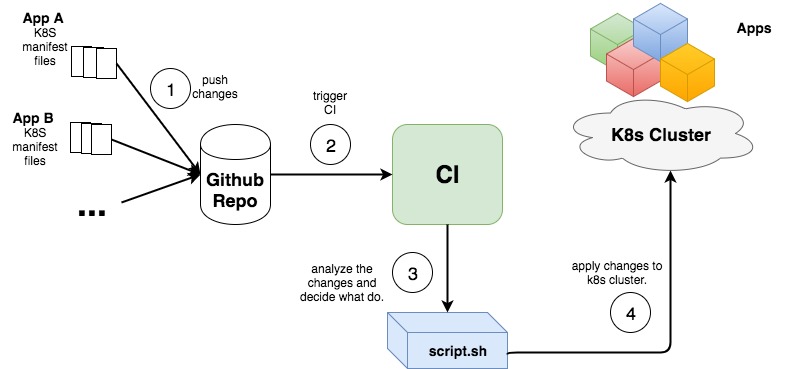 App A
K8S
manifest
files
App B
K8S
manifest
files
...
1
push
changes
Github
Repo
trigger
CI
2
CI
analyze the
changes and
decide what do.
3
script.sh
apply changes to
k8s cluster.
4
K8s Cluster
Apps